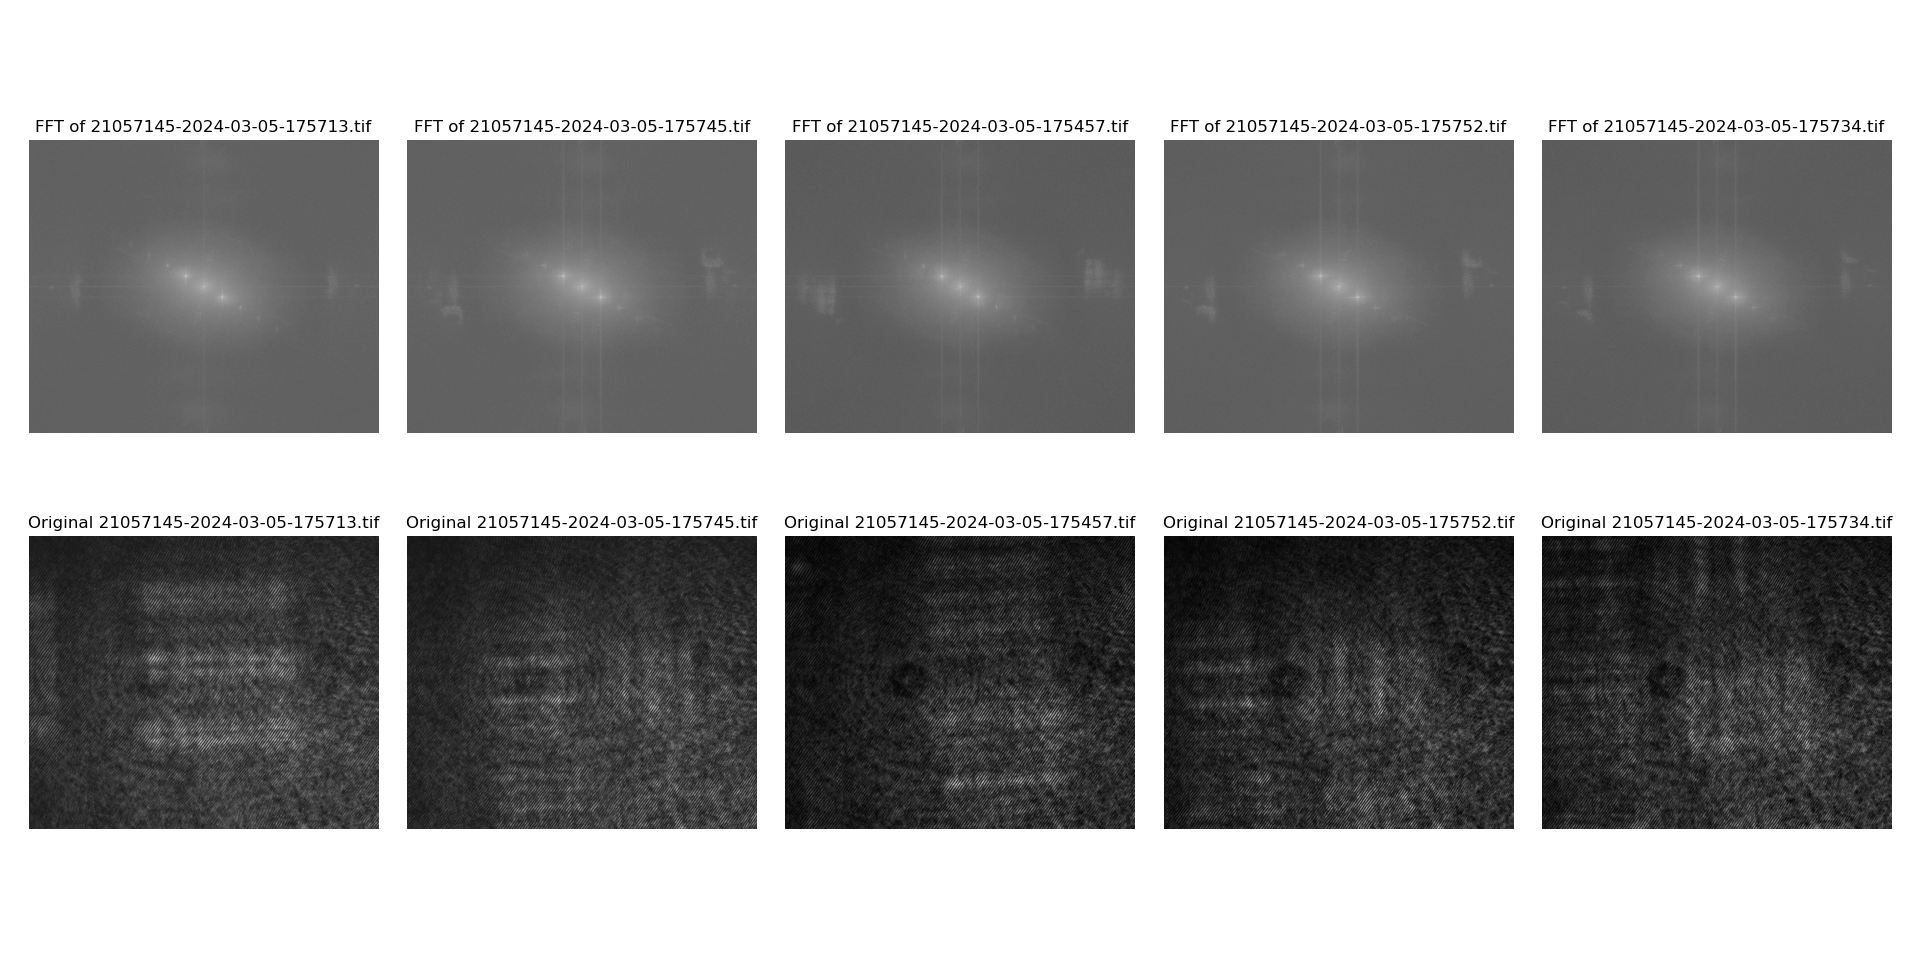 FFT of 21057145-2024-03-05-175713.tif
FFT of 21057145-2024-03-05-175745.tif
FFT of 21057145-2024-03-05-175457.tif
FFT of 21057145-2024-03-05-175752.tif
FFT of 21057145-2024-03-05-175734.tif
Original 21057145-2024-03-05-175713.tif
Original 21057145-2024-03-05-175745.tif
Original 21057145-2024-03-05-175457.tif
Original 21057145-2024-03-05-175752.tif
Original 21057145-2024-03-05-175734.tif